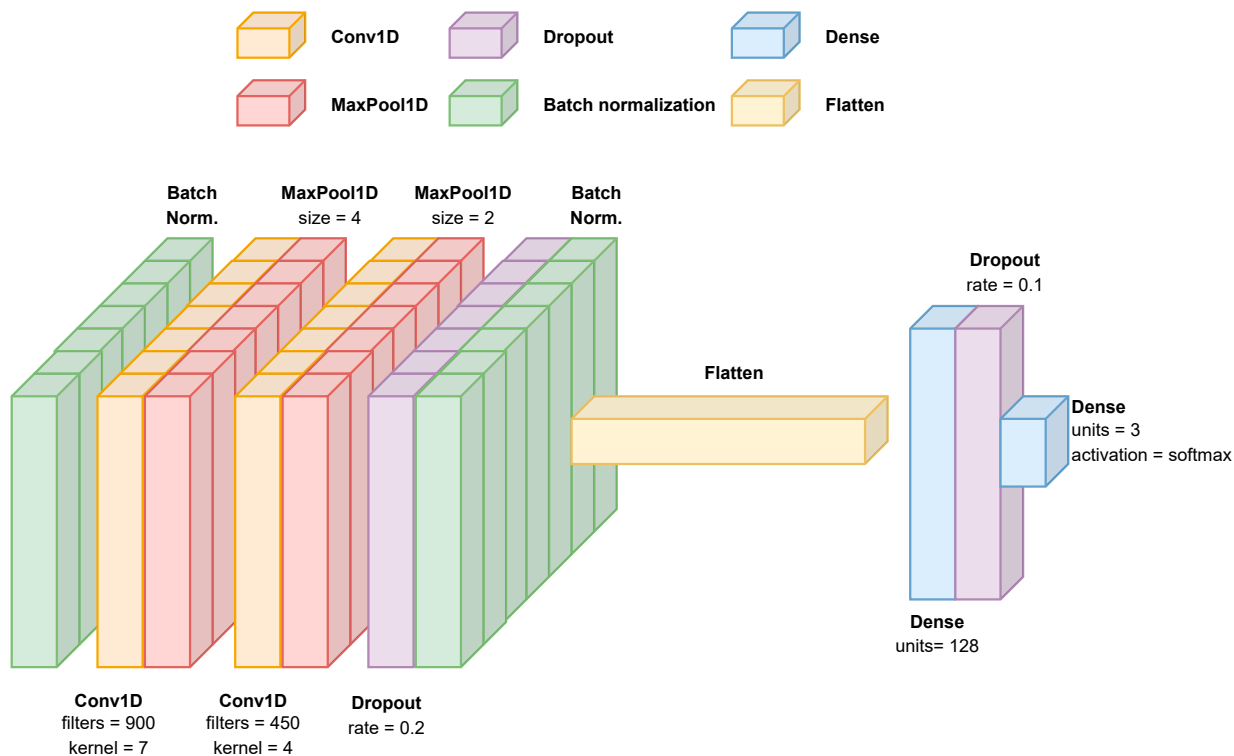 Conv1D
Dropout
Dense
MaxPool1D
Batch normalization
Flatten
Batch
Norm.
MaxPool1D
size = 4
MaxPool1D
size = 2
Batch
Norm.
Dropout
rate = 0.1
Flatten
Dense
units = 3
activation = softmax
Dense
units= 128
Conv1D
filters = 900
kernel = 7
Conv1D
filters = 450
kernel = 4
Dropout
rate = 0.2